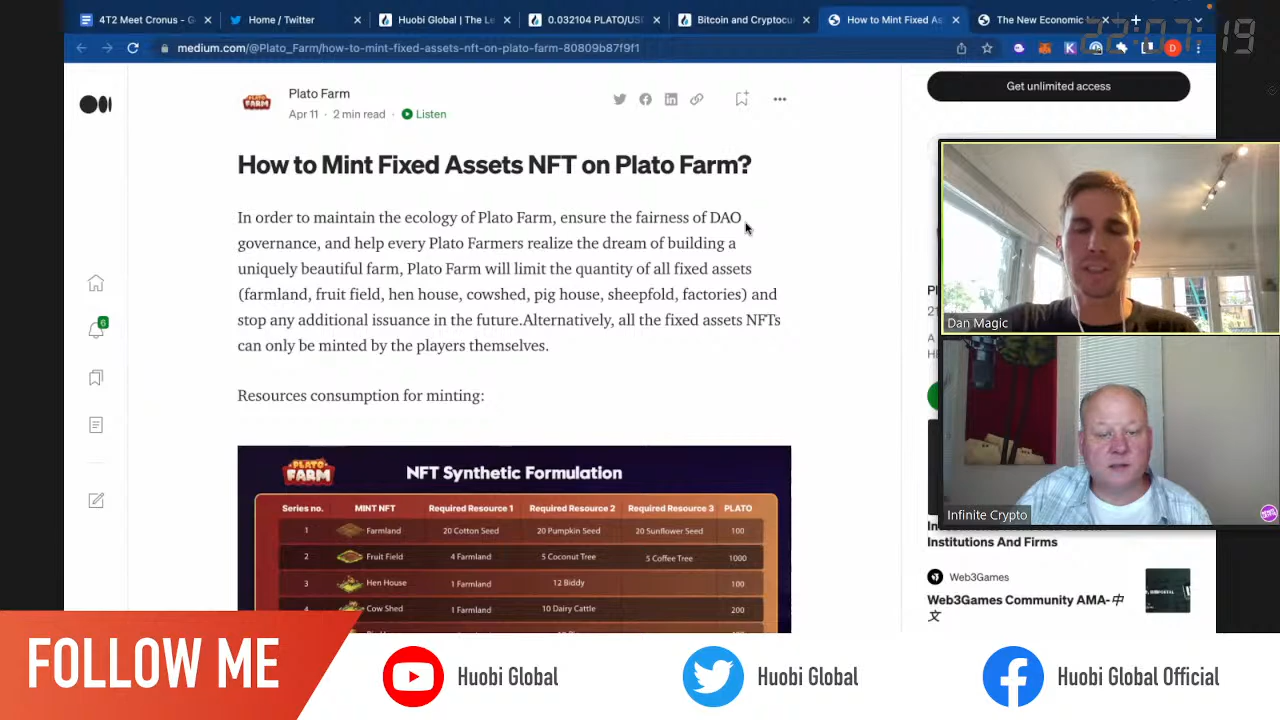 4T2 Meet Cronus - G
Home / Twitter
Huobi Global | The Le
0.032104 PLATO/US
Bitcoin and Cryptocu
How to Mint Fixed As
The New Economic
22:07:19
medium.com/@Plato_Farm/how-to-mint-fixed-assets-nft-on-plato-farm-80809b87f9f1
Plato Farm
Apr 11 · 2 min read · Listen
Get unlimited access
How to Mint Fixed Assets NFT on Plato Farm?
In order to maintain the ecology of Plato Farm, ensure the fairness of DAO
governance, and help every Plato Farmers realize the dream of building a
uniquely beautiful farm, Plato Farm will limit the quantity of all fixed assets
(farmland, fruit field, hen house, cowshed, pig house, sheepfold, factories) and
stop any additional issuance in the future.Alternatively, all the fixed assets NFTs
can only be minted by the players themselves.
Resources consumption for minting:
6
PLATO FARM
NFT Synthetic Formulation
Series no. MINT NFT Required Resource 1 Required Resource 2 Required Resource 3 PLATO
1 Farmland 20 Cotton Seed 20 Pumpkin Seed 20 Sunflower Seed 100
2 Fruit Field 4 Farmland 5 Coconut Tree 5 Coffee Tree 1000
3 Hen House 1 Farmland 12 Biddy 100
4 Cow Shed 1 Farmland 10 Dairy Cattle 200
Dan Magic
Infinite Crypto
Institutions And Firms
Web3Games
Web3Games Community AMA-中
文
FOLLOW ME
Huobi Global
Huobi Global
Huobi Global Official